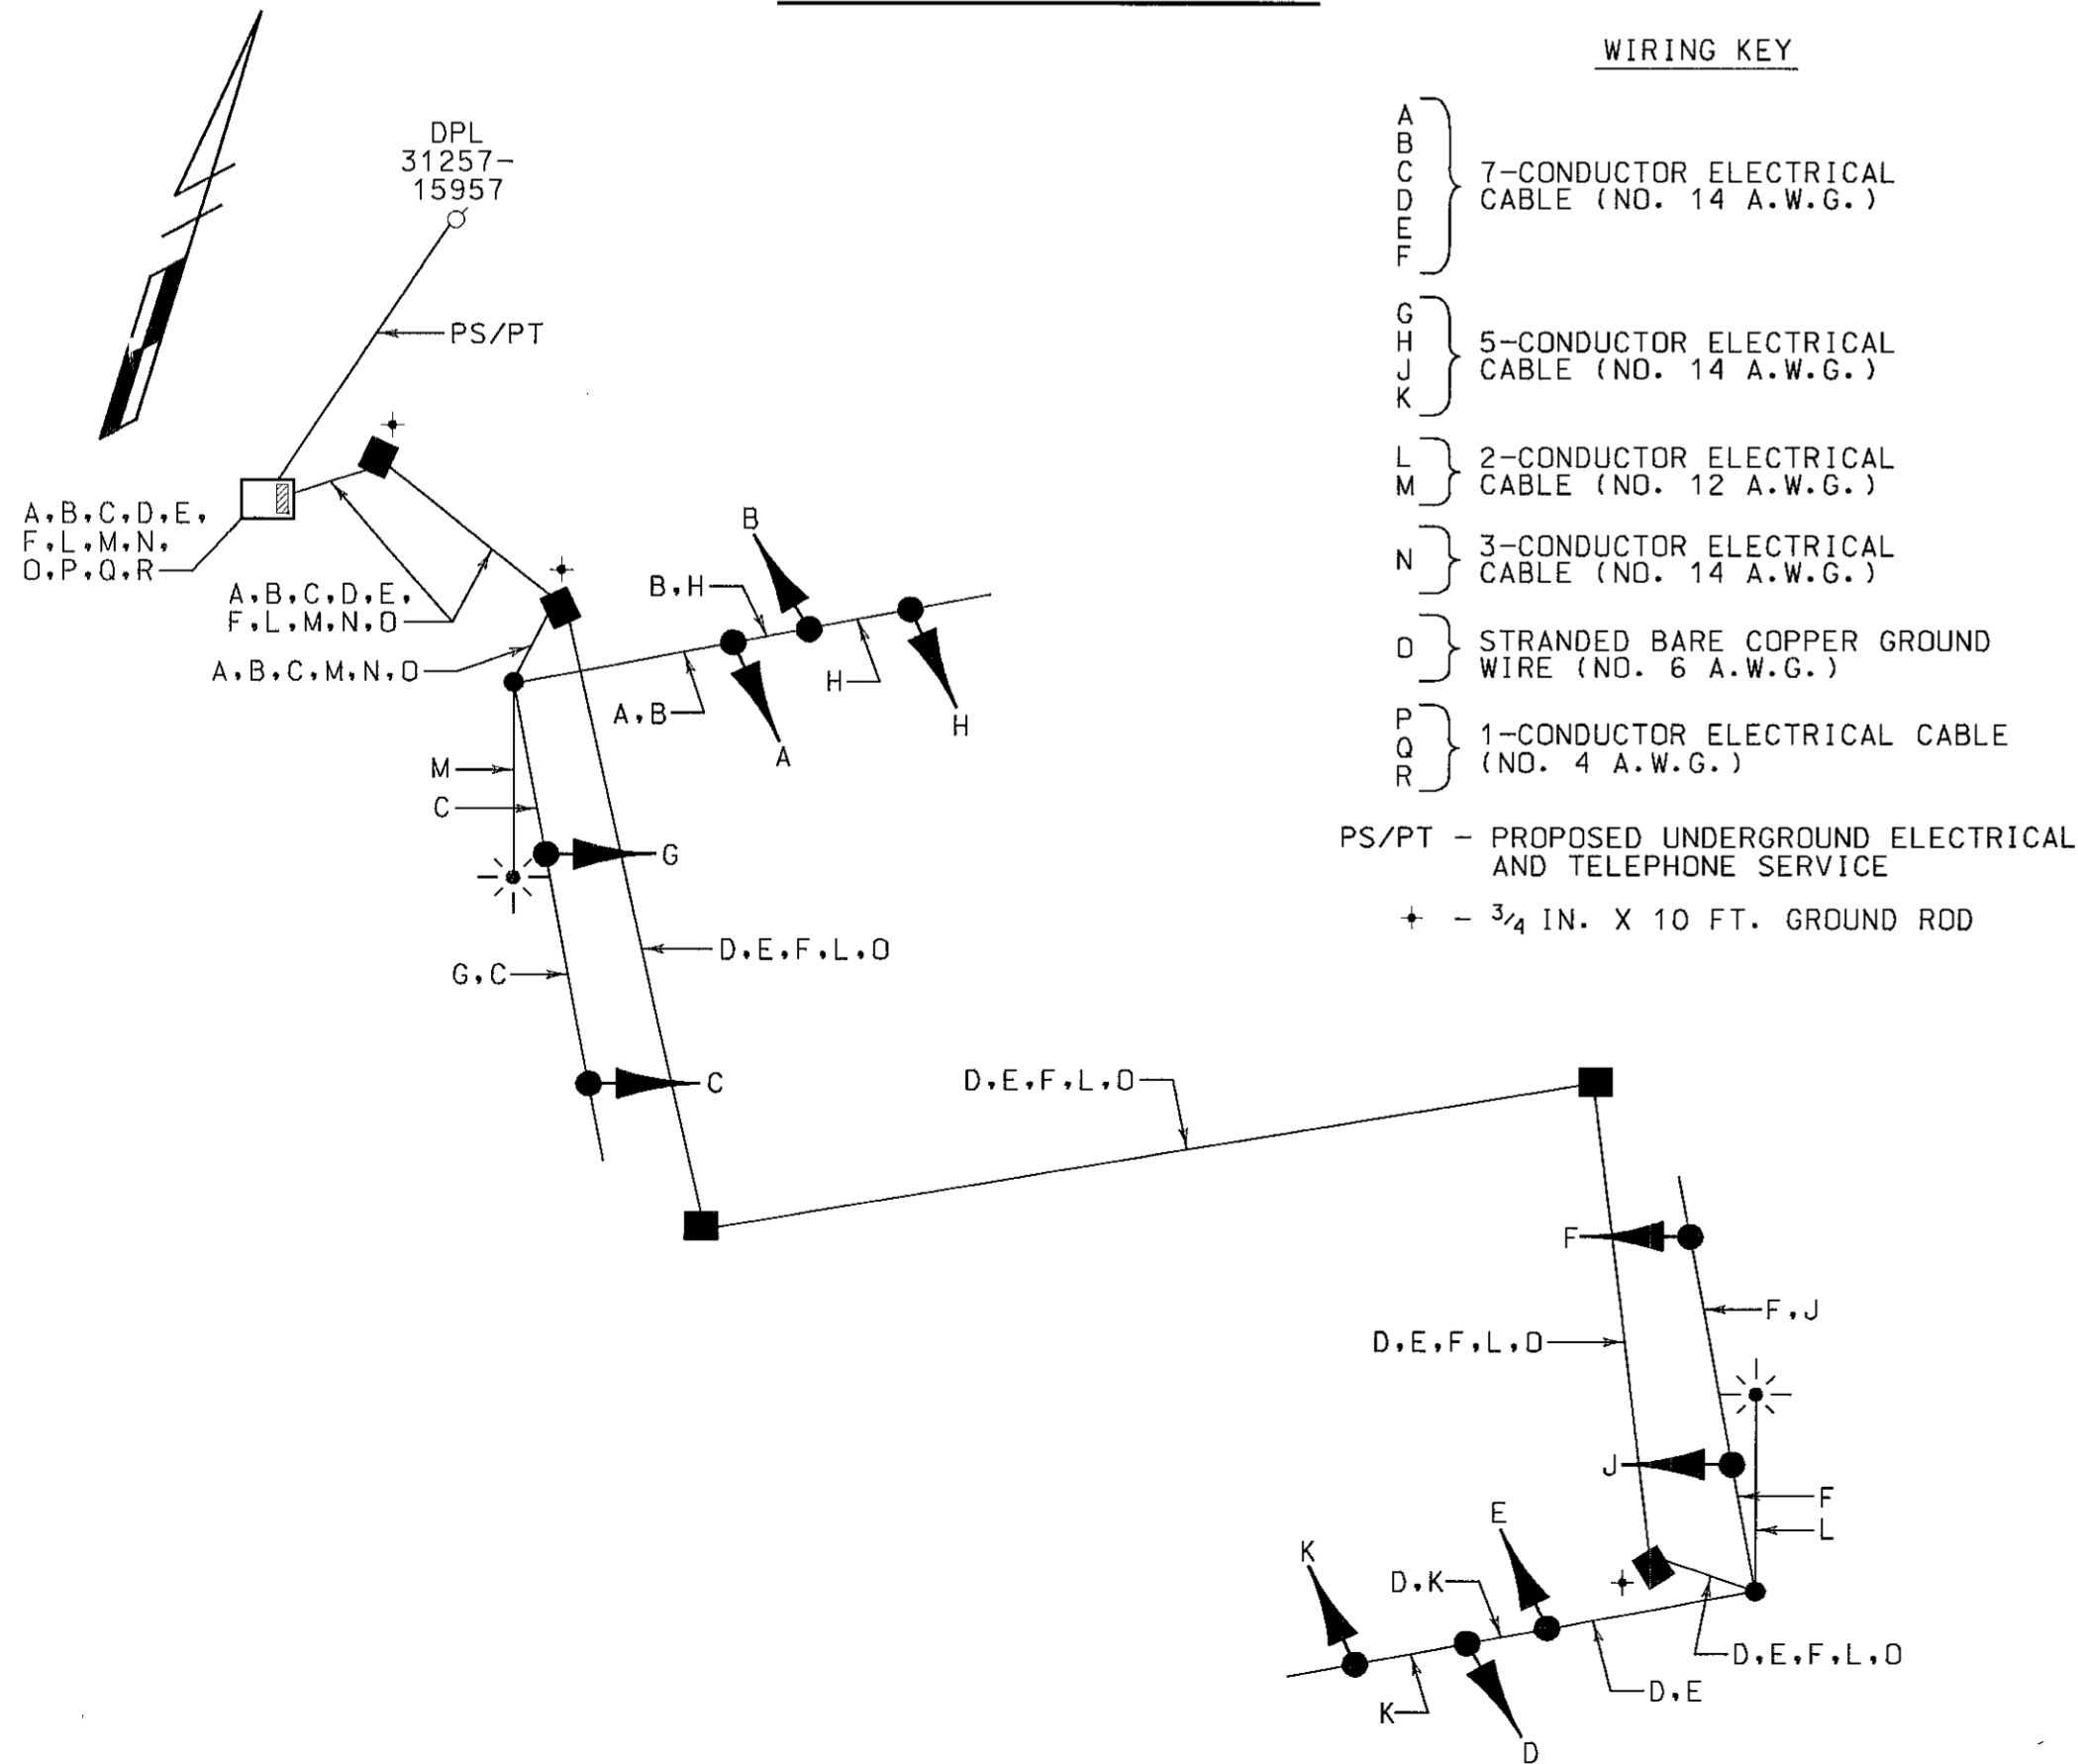 WIRING KEY
A
B
C
D
E
F
7-CONDUCTOR ELECTRICAL
CABLE (NO. 14 A.W.G.)
G
H
J
K
5-CONDUCTOR ELECTRICAL
CABLE (NO. 14 A.W.G.)
L
M
2-CONDUCTOR ELECTRICAL
CABLE (NO. 12 A.W.G.)
N
3-CONDUCTOR ELECTRICAL
CABLE (NO. 14 A.W.G.)
O
STRANDED BARE COPPER GROUND
WIRE (NO. 6 A.W.G.)
P
Q
R
1-CONDUCTOR ELECTRICAL CABLE
(NO. 4 A.W.G.)
PS/PT - PROPOSED UNDERGROUND ELECTRICAL
AND TELEPHONE SERVICE
- 3/4 IN. X 10 FT. GROUND ROD
DPL
31257-
15957
PS/PT
A,B,C,D,E,
F,L,M,N,
O,P,Q,R
A,B,C,D,E,
F,L,M,N,O
A,B,C,M,N,O
B
B,H
A,B
A
H
H
M
C
G
D,E,F,L,O
G,C
C
D,E,F,L,O
F
F,J
D,E,F,L,O
J
F
L
E
K
D,K
D,E,F,L,O
D,E
K
D